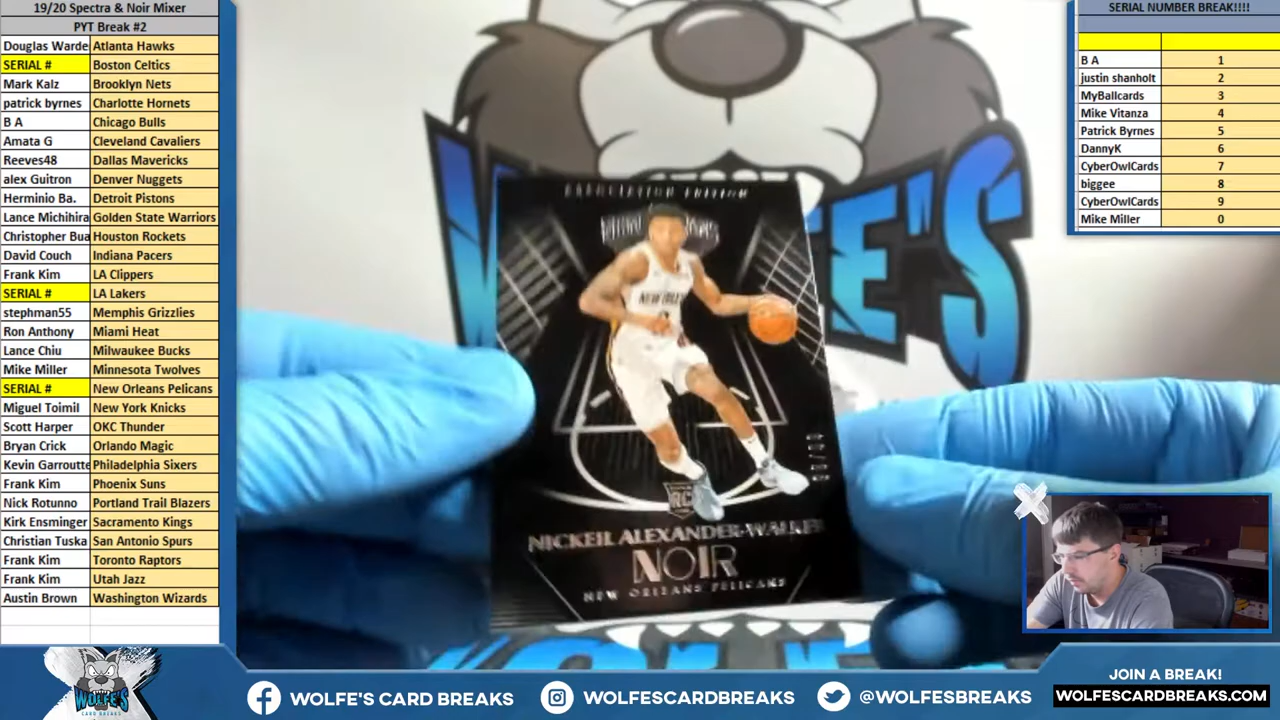 19/20 Spectra & Noir Mixer
PYT Break #2
Douglas Warde Atlanta Hawks
SERIAL # Boston Celtics
Mark Kalz Brooklyn Nets
patrick byrnes Charlotte Hornets
B A Chicago Bulls
Amata G Cleveland Cavaliers
Reeves48 Dallas Mavericks
alex Guitron Denver Nuggets
Herminio Ba. Detroit Pistons
Lance Michihira Golden State Warriors
Christopher Bua Houston Rockets
David Couch Indiana Pacers
Frank Kim LA Clippers
SERIAL # LA Lakers
stephman55 Memphis Grizzlies
Ron Anthony Miami Heat
Lance Chiu Milwaukee Bucks
Mike Miller Minnesota Twolves
SERIAL # New Orleans Pelicans
Miguel Toimil New York Knicks
Scott Harper OKC Thunder
Bryan Crick Orlando Magic
Kevin Garroutte Philadelphia Sixers
Frank Kim Phoenix Suns
Nick Rotunno Portland Trail Blazers
Kirk Ensminger Sacramento Kings
Christian Tuska San Antonio Spurs
Frank Kim Toronto Raptors
Frank Kim Utah Jazz
Austin Brown Washington Wizards
SERIAL NUMBER BREAK!!!!
B A 1
justin shanholt 2
MyBallcards 3
Mike Vitanza 4
Patrick Byrnes 5
DannyK 6
CyberOwlCards 7
biggee 8
CyberOwlCards 9
Mike Miller 0
ASSOCIATION EDITION
RC
NICKEIL ALEXANDER-WALKER
NOIR
NEW ORLEANS PELICANS
WOLFE'S
CARD BREAKS
WOLFE'S CARD BREAKS
WOLFESCARDBREAKS
@WOLFESBREAKS
JOIN A BREAK!
WOLFESCARDBREAKS.COM